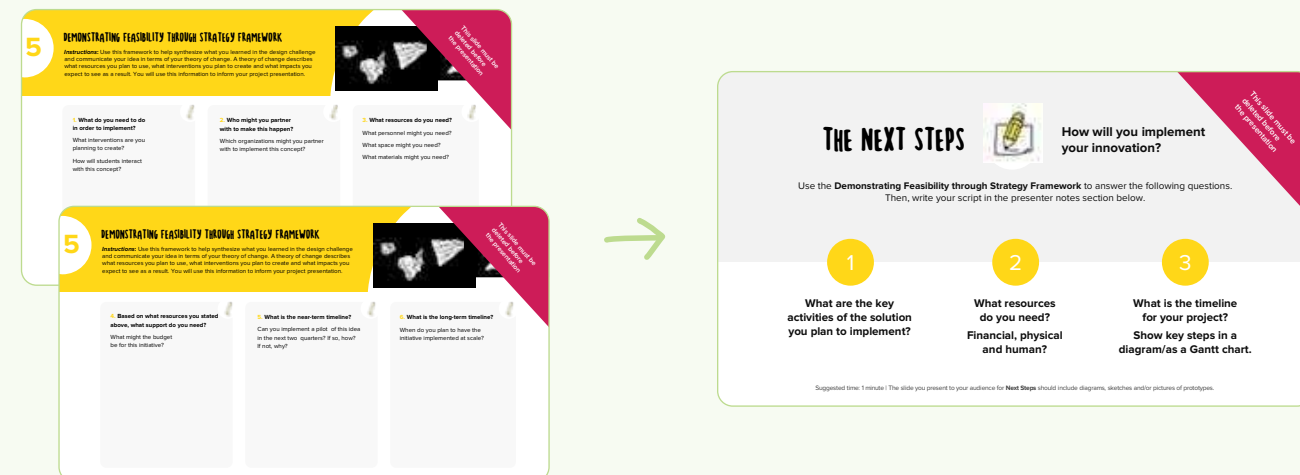 5
DEMONSTRATING FEASIBILITY THROUGH STRATEGY FRAMEWORK
Instructions: Use this framework to help synthesize what you learned in the design challenge
and communicate your idea in terms of your theory of change. A theory of change describes
what resources you plan to use, what interventions you plan to create and what impacts you
expect to see as a result. You will use this information to inform your project presentation.
This slide must be
deleted before
the presentation
1. What do you need to do
in order to implement?
What interventions are you
planning to create?
How will students interact
with this concept?
2. Who might you partner
with to make this happen?
Which organizations might you partner
with to implement this concept?
3. What resources do you need?
What personnel might you need?
What space might you need?
What materials might you need?
5
DEMONSTRATING FEASIBILITY THROUGH STRATEGY FRAMEWORK
Instructions: Use this framework to help synthesize what you learned in the design challenge
and communicate your idea in terms of your theory of change. A theory of change describes
what resources you plan to use, what interventions you plan to create and what impacts you
expect to see as a result. You will use this information to inform your project presentation.
This slide must be
deleted before
the presentation
4. Based on what resources you stated
above, what support do you need?
What might the budget
be for this initiative?
5. What is the near-term timeline?
Can you implement a pilot of this idea
in the next two quarters? If so, how?
If not, why?
6. What is the long-term timeline?
When do you plan to have the
initiative implemented at scale?
THE NEXT STEPS
How will you implement
your innovation?
This slide must be
deleted before
the presentation
Use the Demonstrating Feasibility through Strategy Framework to answer the following questions.
Then, write your script in the presenter notes section below.
1
What are the key
activities of the solution
you plan to implement?
2
What resources
do you need?
Financial, physical
and human?
3
What is the timeline
for your project?
Show key steps in a
diagram/as a Gantt chart.
Suggested time: 1 minute | The slide you present to your audience for Next Steps should include diagrams, sketches and/or pictures of prototypes.